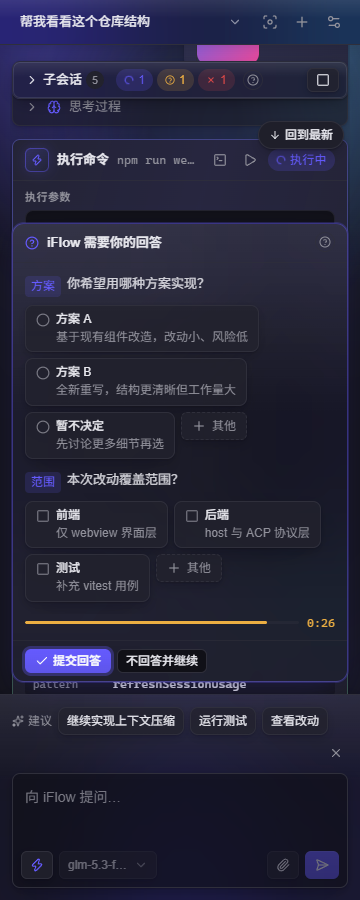 帮我看看这个仓库结构
子会话 5 1 1 1
思考过程
回到最新
执行命令 npm run we… 执行中
执行参数
iFlow 需要你的回答
方案 你希望用哪种方案实现?
方案 A
基于现有组件改造，改动小、风险低
方案 B
全新重写，结构更清晰但工作量大
暂不决定
先讨论更多细节再选
其他
范围 本次改动覆盖范围?
前端
仅 webview 界面层
后端
host 与 ACP 协议层
测试
补充 vitest 用例
其他
0:26
提交回答 不回答并继续
pattern refreshSessionUsage
建议 继续实现上下文压缩 运行测试 查看改动
向 iFlow 提问…
glm-5.3-f…